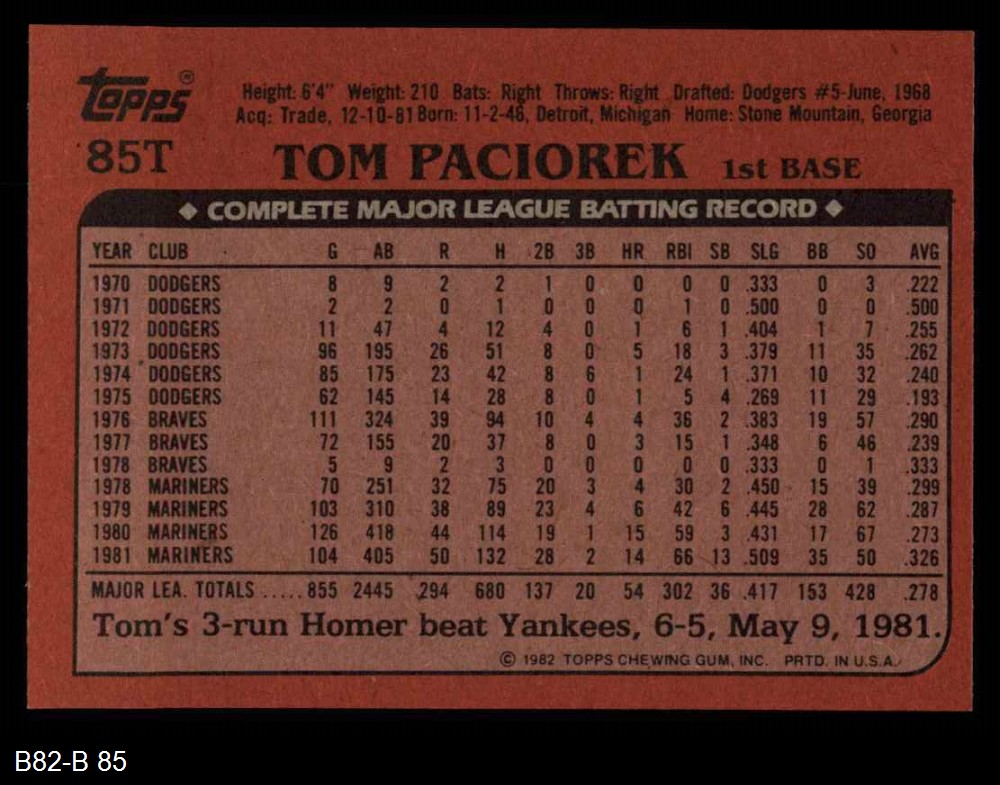 topps ®
Height: 6'4" Weight: 210 Bats: Right Throws: Right Drafted: Dodgers #5-June, 1968
Acq: Trade, 12-10-81 Born: 11-2-46, Detroit, Michigan Home: Stone Mountain, Georgia
85T TOM PACIOREK 1st BASE
◆ COMPLETE MAJOR LEAGUE BATTING RECORD ◆
YEAR CLUB G AB R H 2B 3B HR RBI SB SLG BB SO AVG
1970 DODGERS 8 9 2 2 1 0 0 0 0 .333 0 3 .222
1971 DODGERS 2 2 0 1 0 0 0 1 0 .500 0 0 .500
1972 DODGERS 11 47 4 12 4 0 1 6 1 .404 1 7 .255
1973 DODGERS 96 195 26 51 8 0 5 18 3 .379 11 35 .262
1974 DODGERS 85 175 23 42 8 6 1 24 1 .371 10 32 .240
1975 DODGERS 62 145 14 28 8 0 1 5 4 .269 11 29 .193
1976 BRAVES 111 324 39 94 10 4 4 36 2 .383 19 57 .290
1977 BRAVES 72 155 20 37 8 0 3 15 1 .348 6 46 .239
1978 BRAVES 5 9 2 3 0 0 0 0 0 .333 0 1 .333
1978 MARINERS 70 251 32 75 20 3 4 30 2 .450 15 39 .299
1979 MARINERS 103 310 38 89 23 4 6 42 6 .445 28 62 .287
1980 MARINERS 126 418 44 114 19 1 15 59 3 .431 17 67 .273
1981 MARINERS 104 405 50 132 28 2 14 66 13 .509 35 50 .326
MAJOR LEA. TOTALS .....855 2445 294 680 137 20 54 302 36 .417 153 428 .278
Tom's 3-run Homer beat Yankees, 6-5, May 9, 1981.
© 1982 TOPPS CHEWING GUM, INC. PRTD. IN U.S.A.
B82-B 85